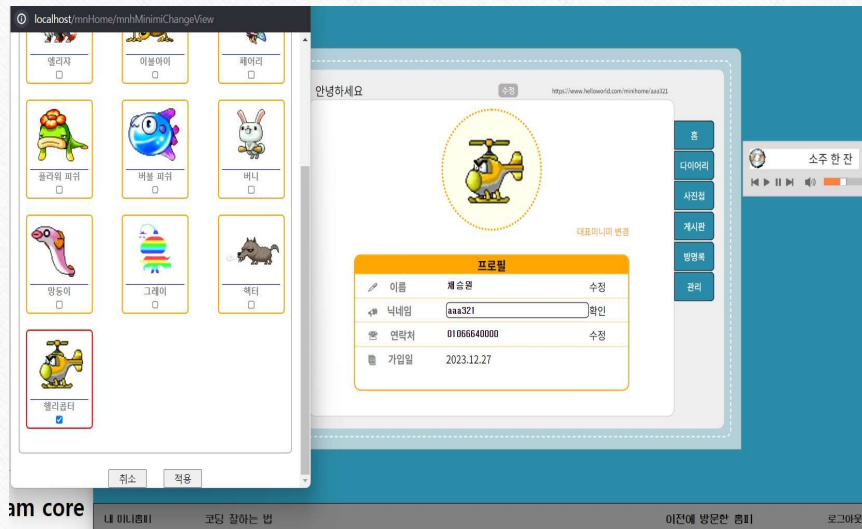 localhost/mnHome/mnhMinimiChangeView
엘리쟈
이블아이
페어리
플라워 피쉬
버블 피쉬
버니
망둥이
그레이
헥터
헬리콥터
취소
적용
안녕하세요
수정
https://www.helloworld.com/minihome/aaa321
대표미니미 변경
프로필
이름
채승원
수정
닉네임
aaa321
확인
연락처
01066640000
수정
가입일
2023.12.27
홈
다이어리
사진첩
게시판
방명록
관리
소주 한 잔
am core
내 미니홈피
코딩 잘하는 법
이전에 방문한 홈피
로그아웃